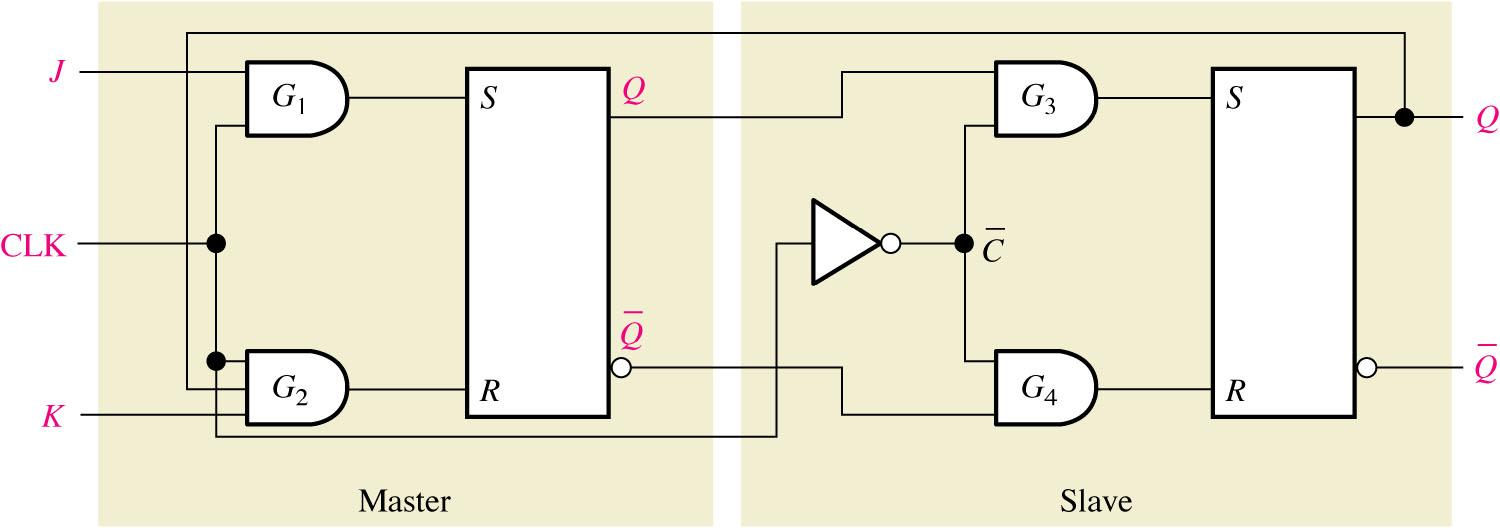 J
G₁
S
Q
G₃
S
Q
CLK
C̅
Q̅
Q̅
K
G₂
R
G₄
R
Master
Slave